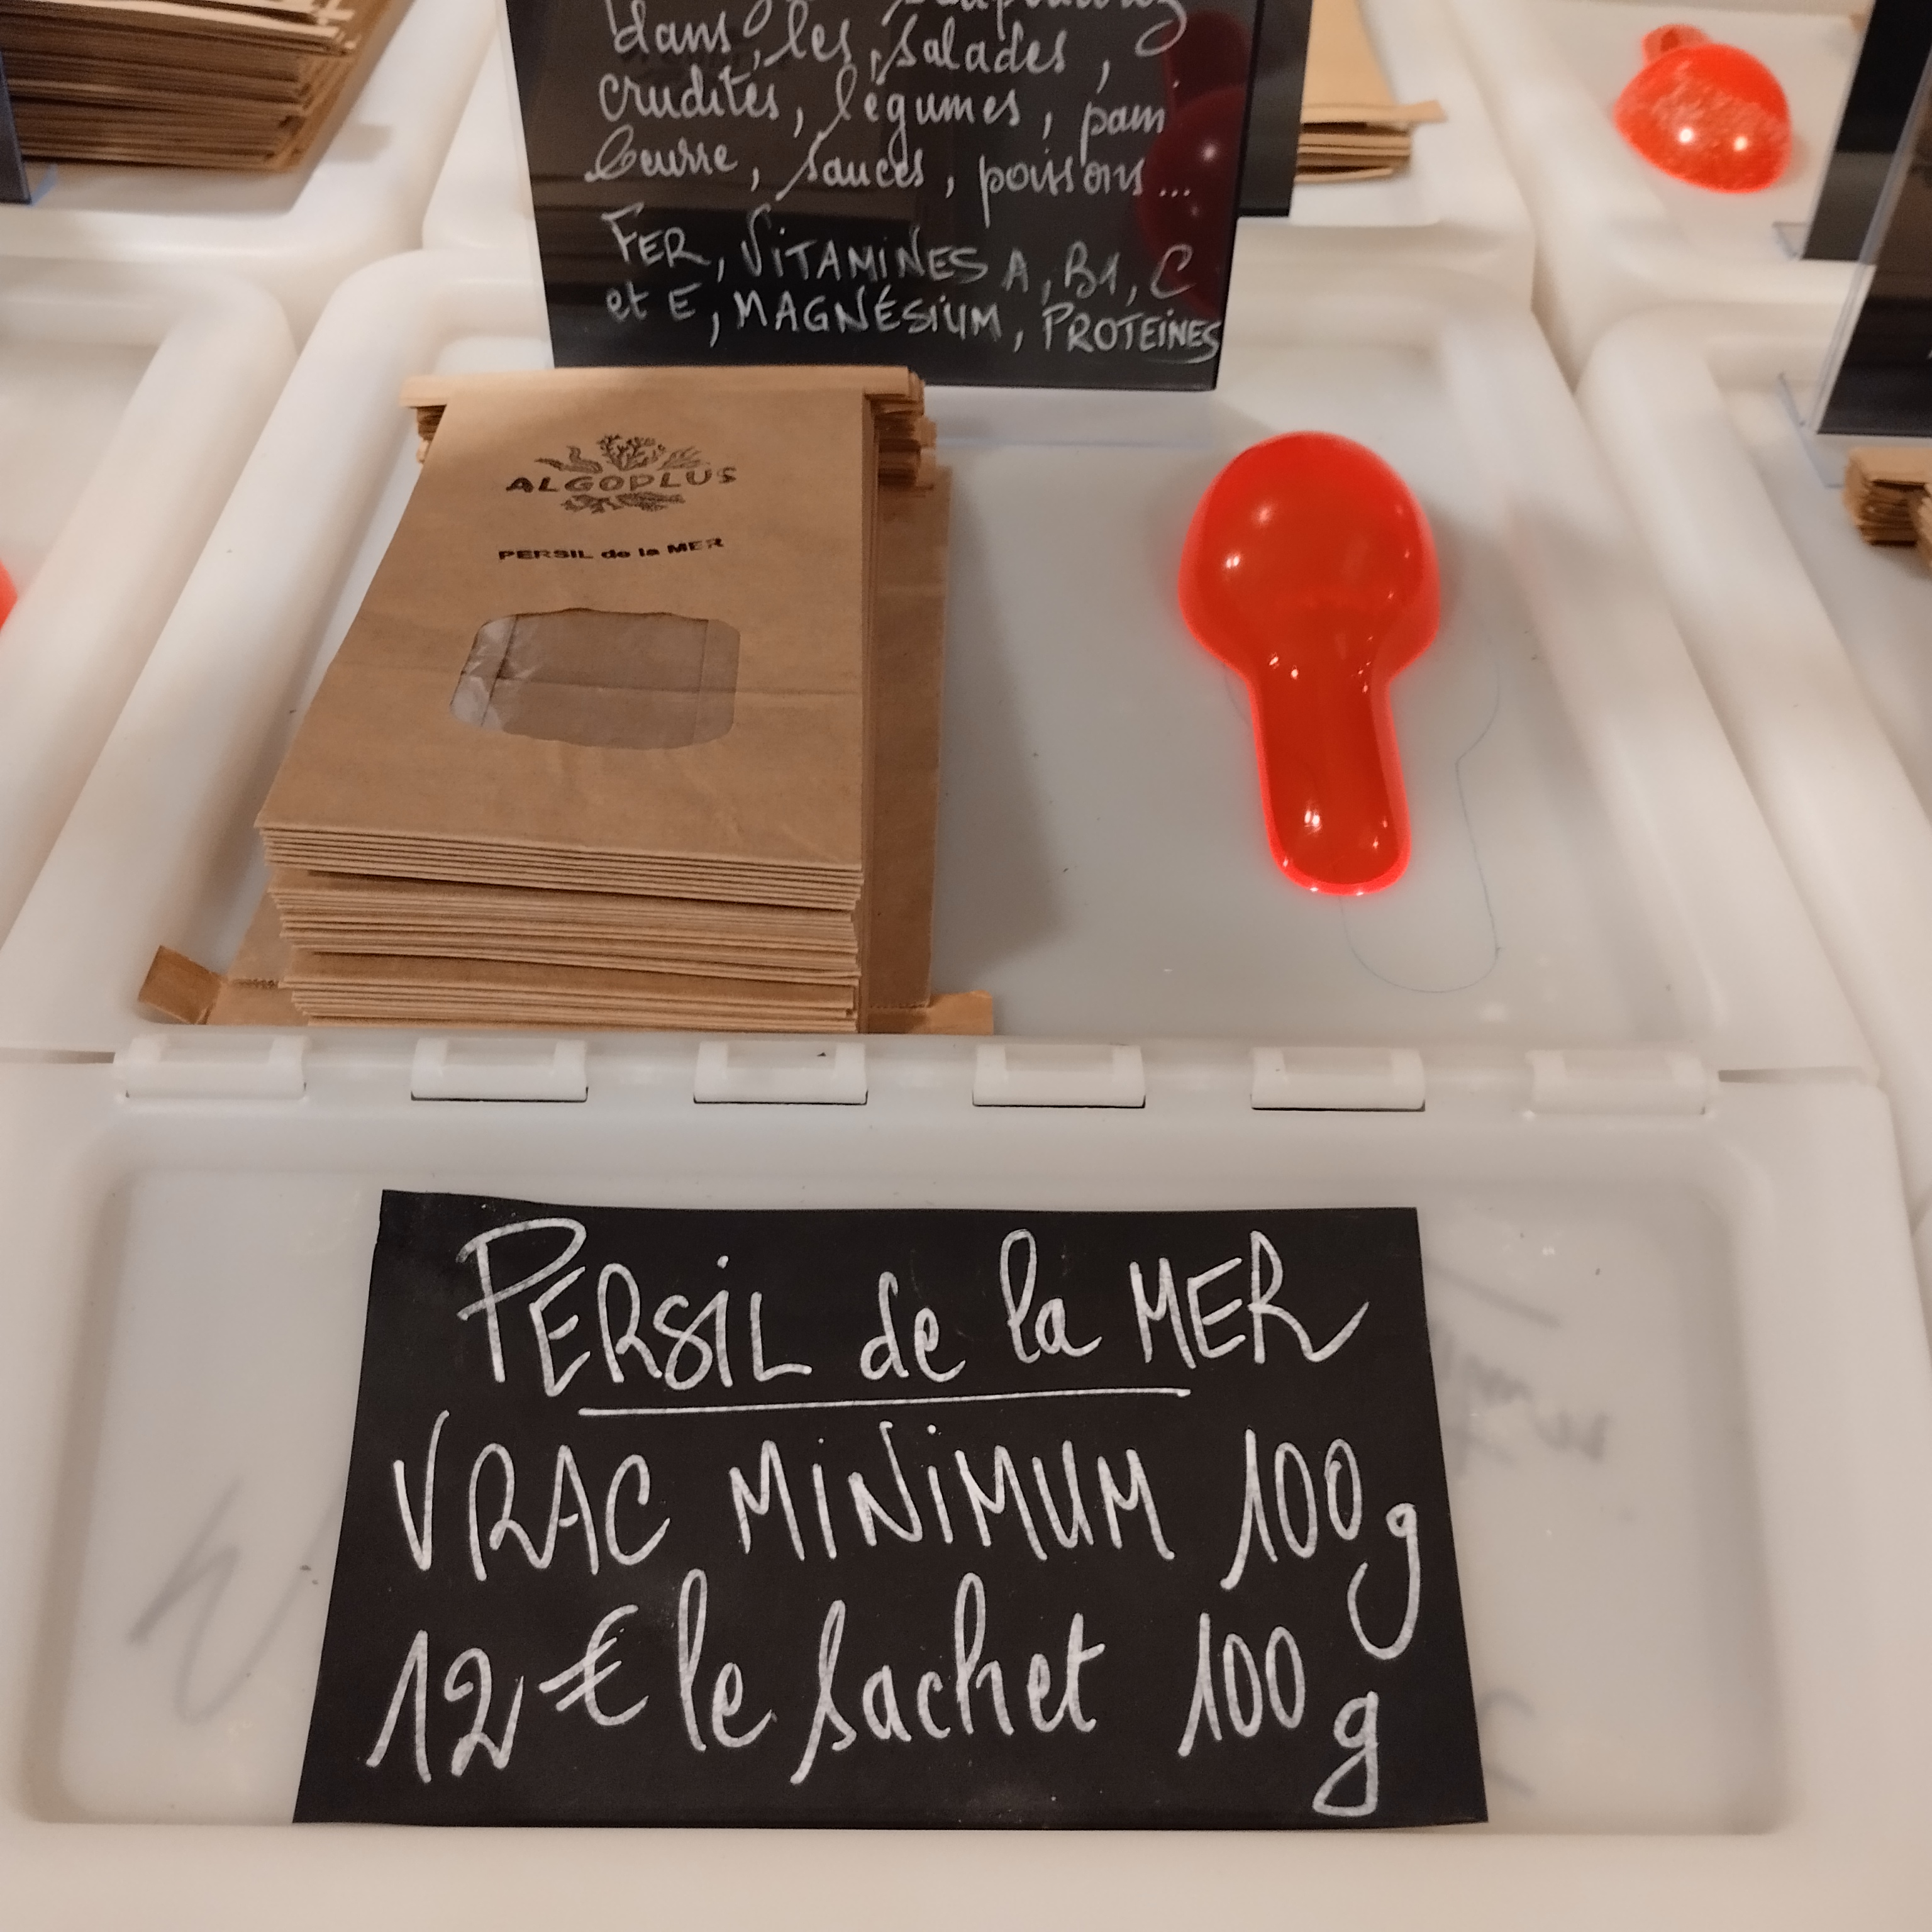 dans les salades,
crudités, légumes, pain
beurre, sauces, poissons...
FER, VITAMINES A, B1, C
et E, MAGNÉSIUM, PROTEINES
ALGOPLUS
PERSIL de la MER
PERSIL de la MER
VRAC MINIMUM 100g
12€ le sachet 100g